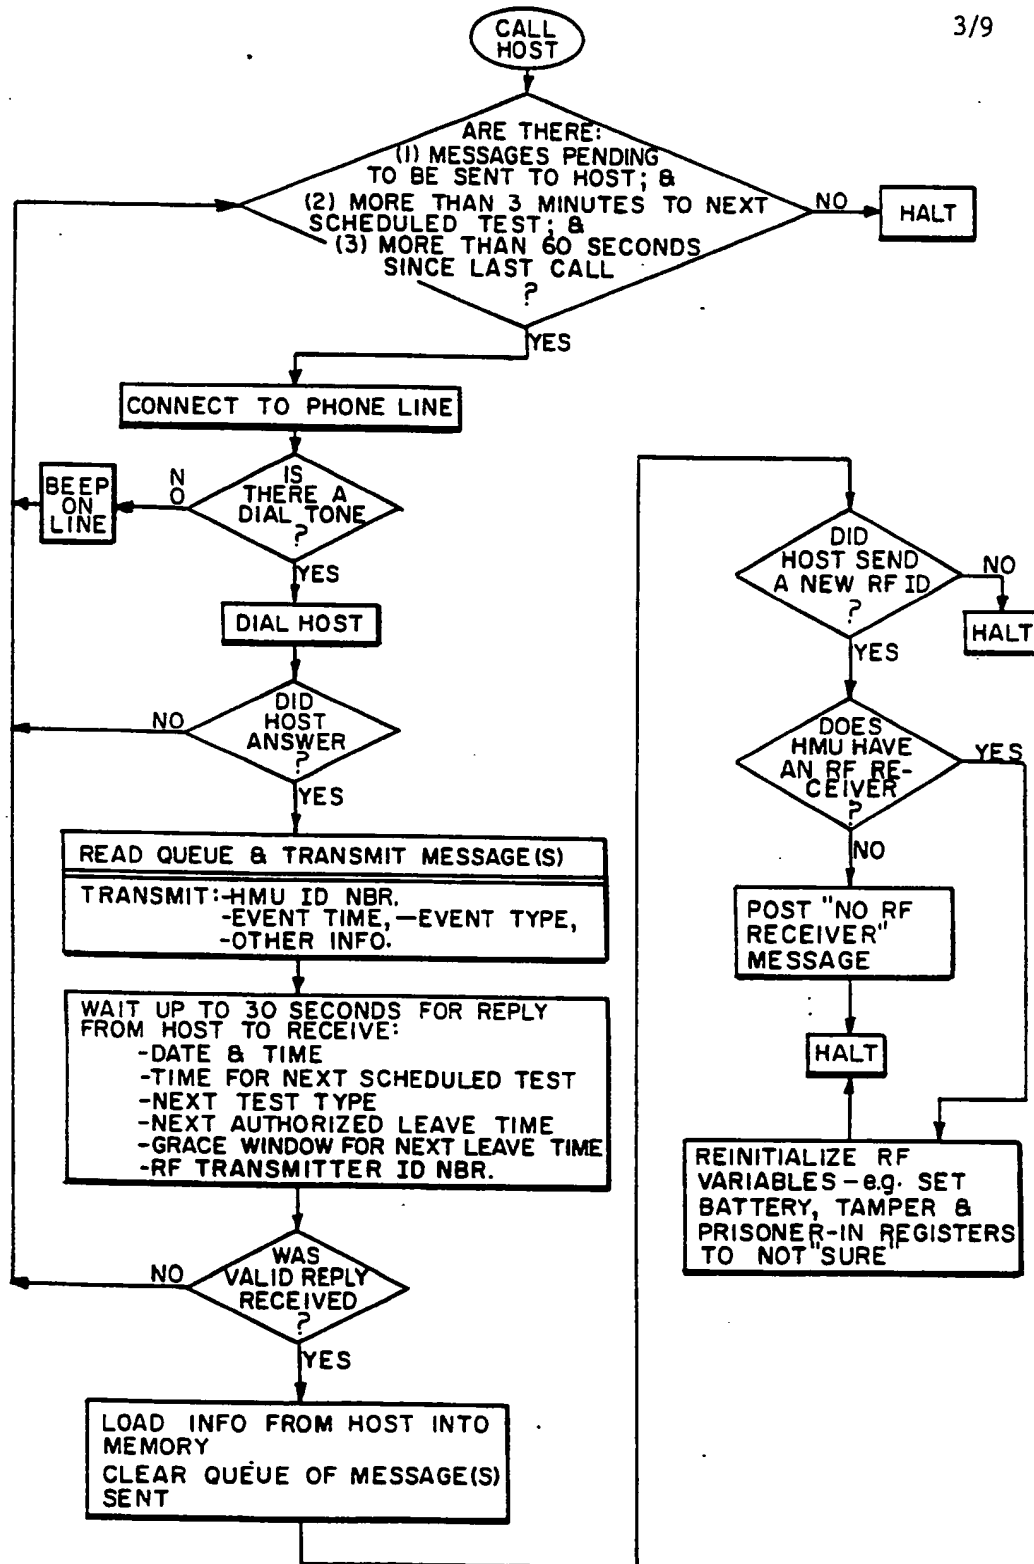 3/9
CALL
HOST
ARE THERE:
(1) MESSAGES PENDING
TO BE SENT TO HOST; &
(2) MORE THAN 3 MINUTES TO NEXT
SCHEDULED TEST; &
(3) MORE THAN 60 SECONDS
SINCE LAST CALL
?
NO
HALT
YES
CONNECT TO PHONE LINE
IS
THERE A
DIAL TONE
?
NO
BEEP
ON
LINE
YES
DIAL HOST
DID
HOST
ANSWER
?
NO
YES
READ QUEUE & TRANSMIT MESSAGE(S)
TRANSMIT:-HMU ID NBR.
-EVENT TIME, -EVENT TYPE,
-OTHER INFO.
WAIT UP TO 30 SECONDS FOR REPLY
FROM HOST TO RECEIVE:
-DATE & TIME
-TIME FOR NEXT SCHEDULED TEST
-NEXT TEST TYPE
-NEXT AUTHORIZED LEAVE TIME
-GRACE WINDOW FOR NEXT LEAVE TIME
-RF TRANSMITTER ID NBR.
WAS
VALID REPLY
RECEIVED
?
NO
YES
LOAD INFO FROM HOST INTO
MEMORY
CLEAR QUEUE OF MESSAGE(S)
SENT
DID
HOST SEND
A NEW RF ID
?
NO
HALT
YES
DOES
HMU HAVE
AN RF RE-
CEIVER
?
YES
NO
POST "NO RF
RECEIVER"
MESSAGE
HALT
REINITIALIZE RF
VARIABLES - e.g. SET
BATTERY, TAMPER &
PRISONER-IN REGISTERS
TO NOT "SURE"